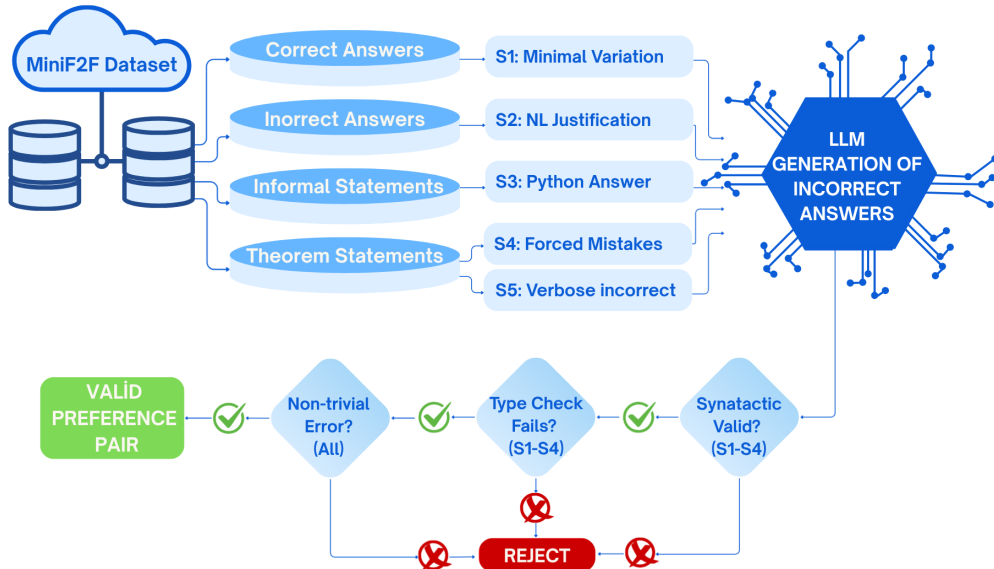 MiniF2F Dataset
Correct Answers
S1: Minimal Variation
Inorrect Answers
S2: NL Justification
Informal Statements
S3: Python Answer
Theorem Statements
S4: Forced Mistakes
S5: Verbose incorrect
LLM
GENERATION OF
INCORRECT
ANSWERS
VALİD
PREFERENCE
PAIR
Non-trivial
Error?
(All)
Type Check
Fails?
(S1-S4)
Synatactic
Valid?
(S1-S4)
REJECT